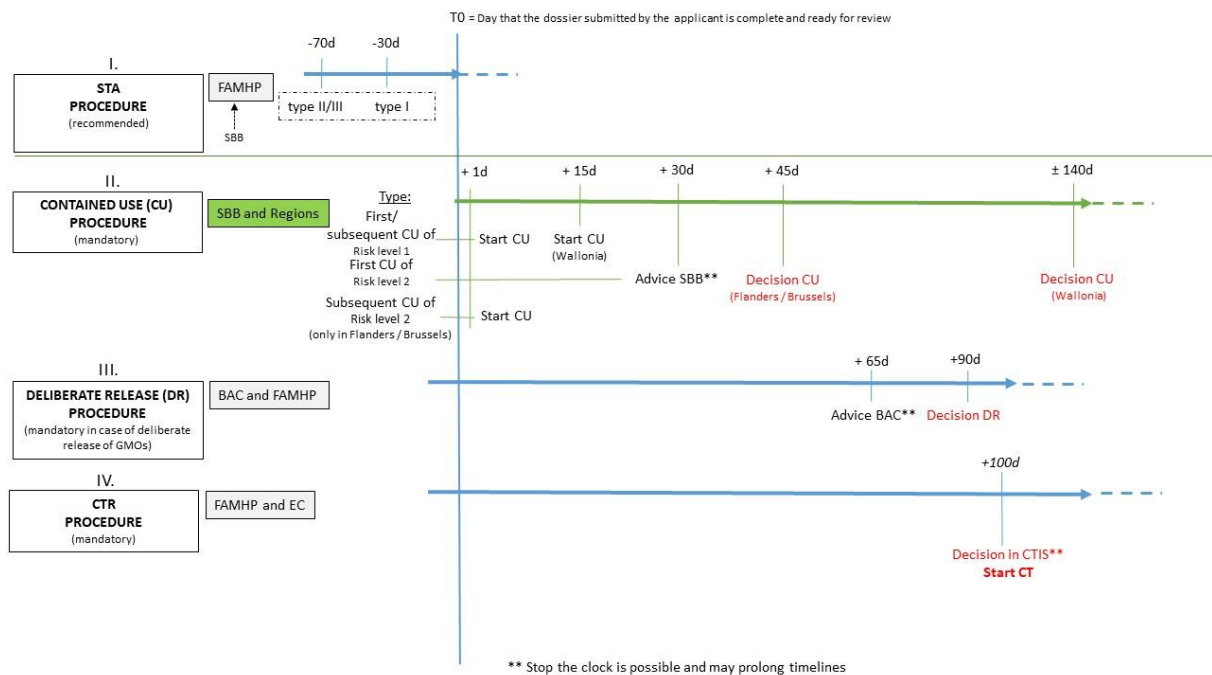 T0 = Day that the dossier submitted by the applicant is complete and ready for review
-70d
-30d
I.
STA
PROCEDURE
(recommended)
FAMHP
SBB
type II/III
type I
+ 1d
+ 15d
+ 30d
+ 45d
± 140d
II.
CONTAINED USE (CU)
PROCEDURE
(mandatory)
SBB and Regions
Type:
First/
subsequent CU of
Risk level 1
First CU of
Risk level 2
Subsequent CU of
Risk level 2
(only in Flanders / Brussels)
Start CU
Start CU
(Wallonia)
Advice SBB**
Decision CU
(Flanders / Brussels)
Decision CU
(Wallonia)
Start CU
III.
DELIBERATE RELEASE (DR)
PROCEDURE
(mandatory in case of deliberate
release of GMOs)
BAC and FAMHP
+ 65d
+90d
Advice BAC**
Decision DR
IV.
CTR
PROCEDURE
(mandatory)
FAMHP and EC
+100d
Decision in CTIS**
Start CT
** Stop the clock is possible and may prolong timelines